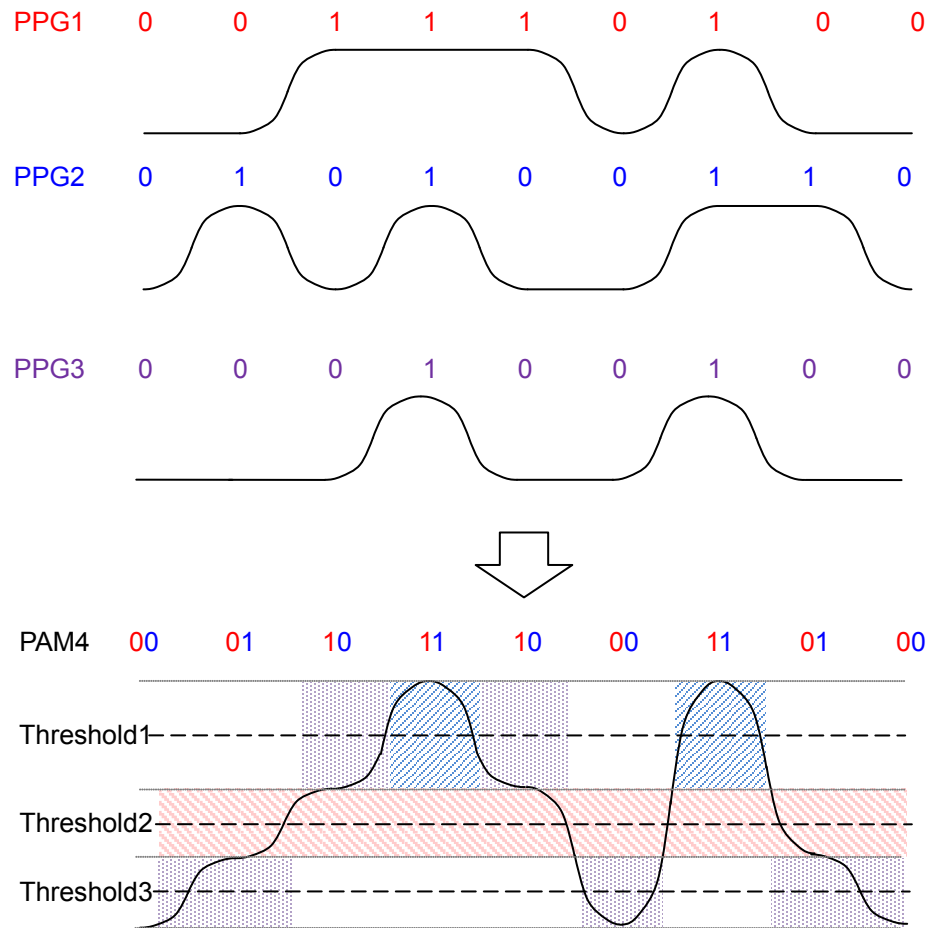 PPG1 0 0 1 1 1 0 1 0 0
PPG2 0 1 0 1 0 0 1 1 0
PPG3 0 0 0 1 0 0 1 0 0
PAM4 00 01 10 11 10 00 11 01 00
Threshold1
Threshold2
Threshold3